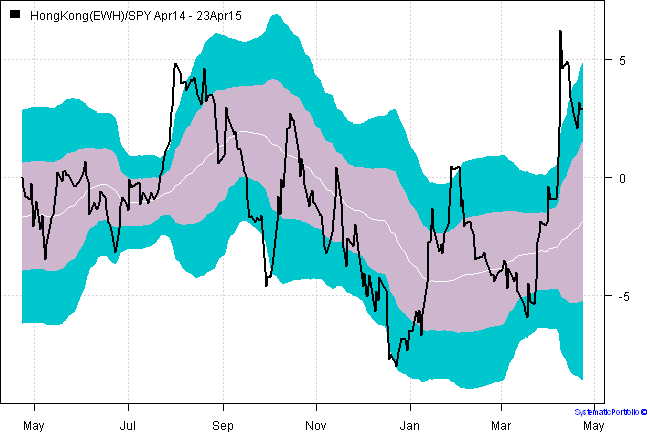 HongKong(EWH)/SPY Apr14 - 23Apr15
5
0
-5
SystematicPortfolio ©
May Jul Sep Nov Jan Mar May